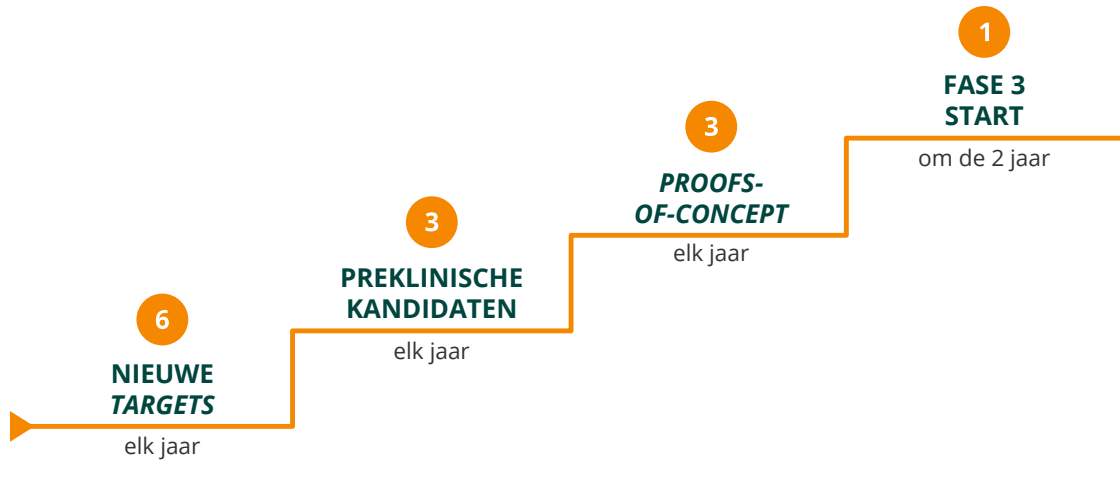 6
NIEUWE
TARGETS
elk jaar
3
PREKLINISCHE
KANDIDATEN
elk jaar
3
PROOFS-
OF-CONCEPT
elk jaar
1
FASE 3
START
om de 2 jaar